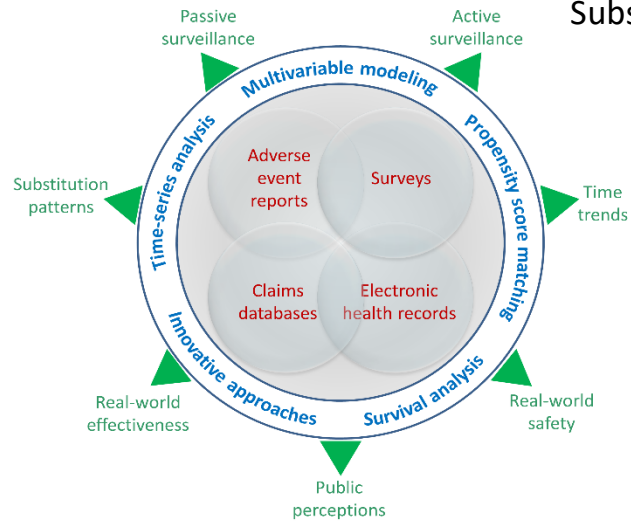 Subs
Passive
surveillance
Active
surveillance
Multivariable modeling
Time-series analysis
Propensity score matching
Adverse
event
reports
Surveys
Substitution
patterns
Time
trends
Claims
databases
Electronic
health records
Innovative approaches
Survival analysis
Real-world
effectiveness
Real-world
safety
Public
perceptions